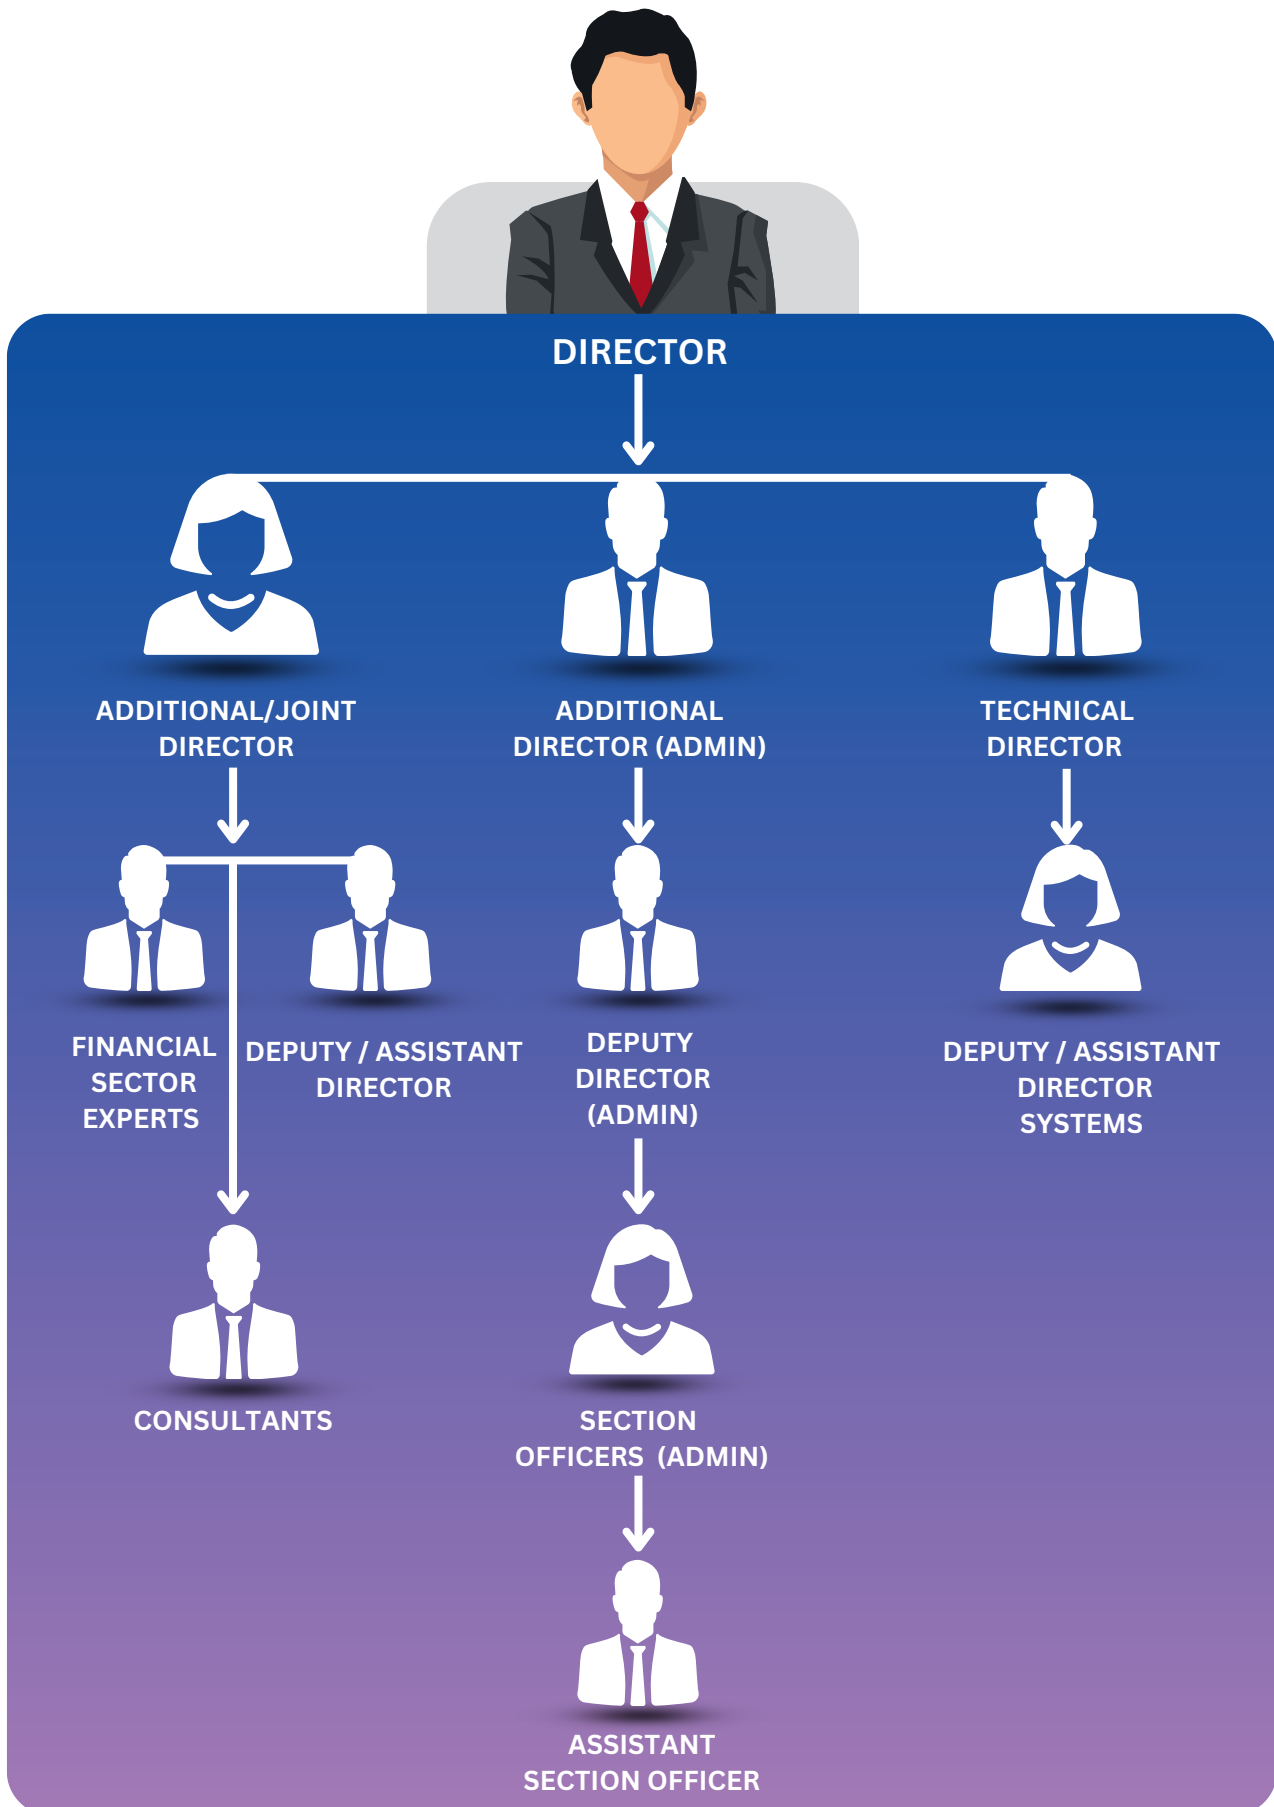 DIRECTOR
ADDITIONAL/JOINT
DIRECTOR
ADDITIONAL
DIRECTOR (ADMIN)
TECHNICAL
DIRECTOR
FINANCIAL
SECTOR
EXPERTS
DEPUTY / ASSISTANT
DIRECTOR
DEPUTY
DIRECTOR
(ADMIN)
DEPUTY / ASSISTANT
DIRECTOR
SYSTEMS
CONSULTANTS
SECTION
OFFICERS (ADMIN)
ASSISTANT
SECTION OFFICER